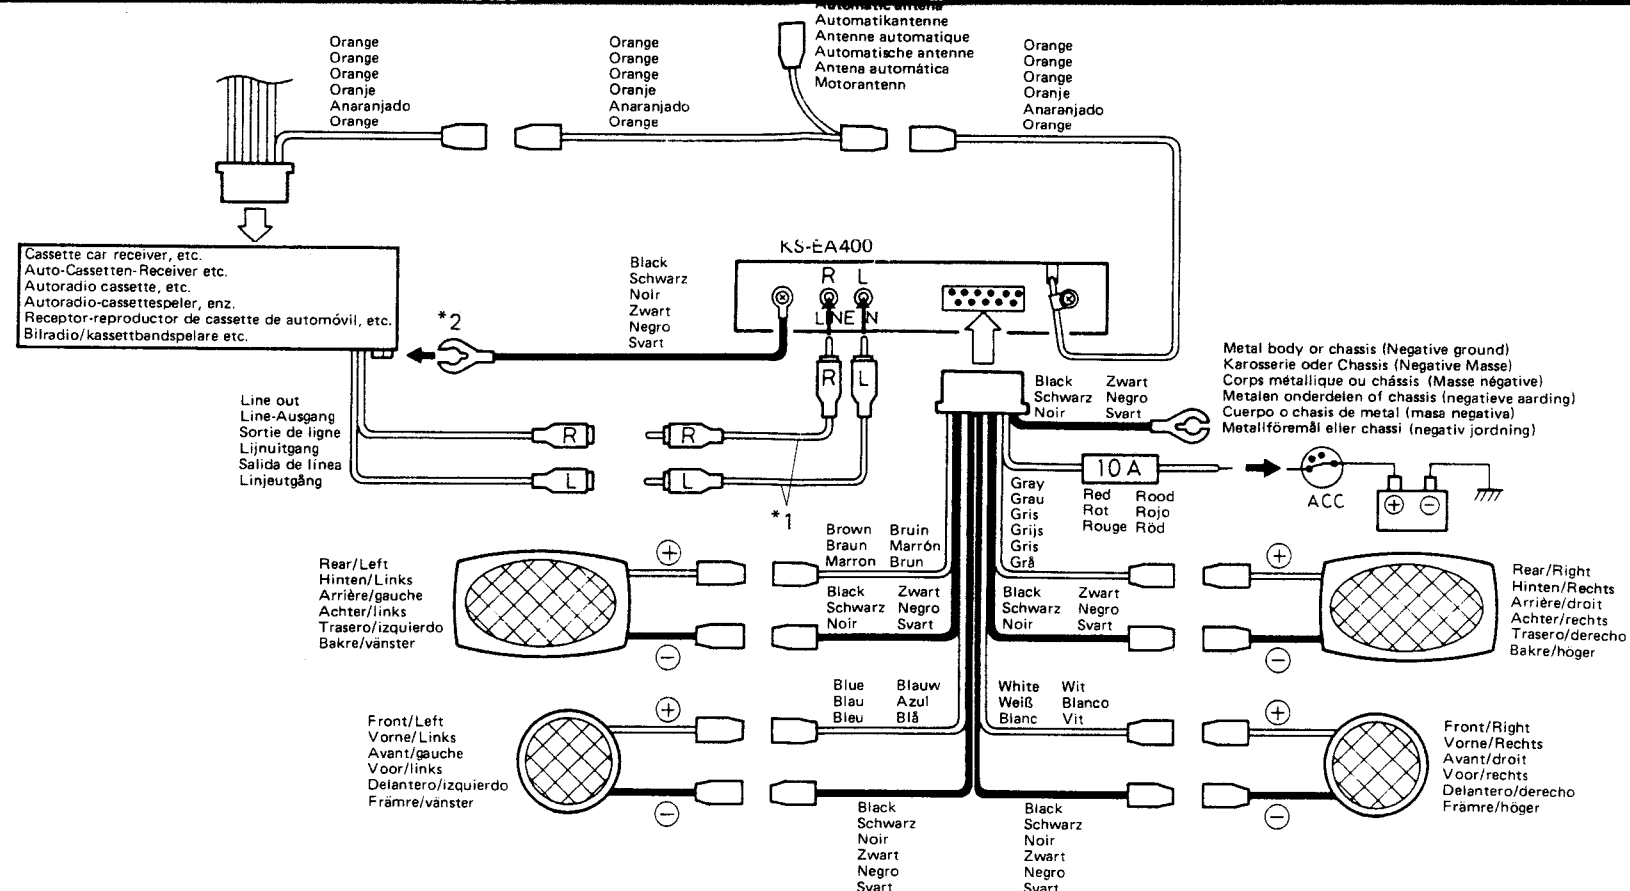 Automatic antenna
Automatikantenne
Antenne automatique
Automatische antenne
Antena automática
Motorantenn
Orange
Orange
Orange
Oranje
Anaranjado
Orange
Orange
Orange
Orange
Oranje
Anaranjado
Orange
Orange
Orange
Orange
Oranje
Anaranjado
Orange
Cassette car receiver, etc.
Auto-Cassetten-Receiver etc.
Autoradio cassette, etc.
Autoradio-cassettespeler, enz.
Receptor-reproductor de cassette de automóvil, etc.
Bilradio/kassettbandspelare etc.
*2
Black
Schwarz
Noir
Zwart
Negro
Svart
KS-EA400
R L
LINE IN
R L
Line out
Line-Ausgang
Sortie de ligne
Lijnuitgang
Salida de línea
Linjeutgång
R R
L L
*1
Black Zwart
Schwarz Negro
Noir Svart
Metal body or chassis (Negative ground)
Karosserie oder Chassis (Negative Masse)
Corps métallique ou châssis (Masse négative)
Metalen onderdelen of chassis (negatieve aarding)
Cuerpo o chasis de metal (masa negativa)
Metallföremål eller chassi (negativ jordning)
10 A
Red Rood
Rot Rojo
Rouge Röd
ACC
+ −
Gray
Grau
Gris
Grijs
Gris
Grå
Brown Bruin
Braun Marrón
Marron Brun
Rear/Left
Hinten/Links
Arrière/gauche
Achter/links
Trasero/izquierdo
Bakre/vänster
+
−
Black Zwart
Schwarz Negro
Noir Svart
Black Zwart
Schwarz Negro
Noir Svart
+
−
Rear/Right
Hinten/Rechts
Arrière/droit
Achter/rechts
Trasero/derecho
Bakre/höger
Blue Blauw
Blau Azul
Bleu Blå
White Wit
Weiß Blanco
Blanc Vit
Front/Left
Vorne/Links
Avant/gauche
Voor/links
Delantero/izquierdo
Främre/vänster
+
−
+
−
Front/Right
Vorne/Rechts
Avant/droit
Voor/rechts
Delantero/derecho
Främre/höger
Black
Schwarz
Noir
Zwart
Negro
Svart
Black
Schwarz
Noir
Zwart
Negro
Svart